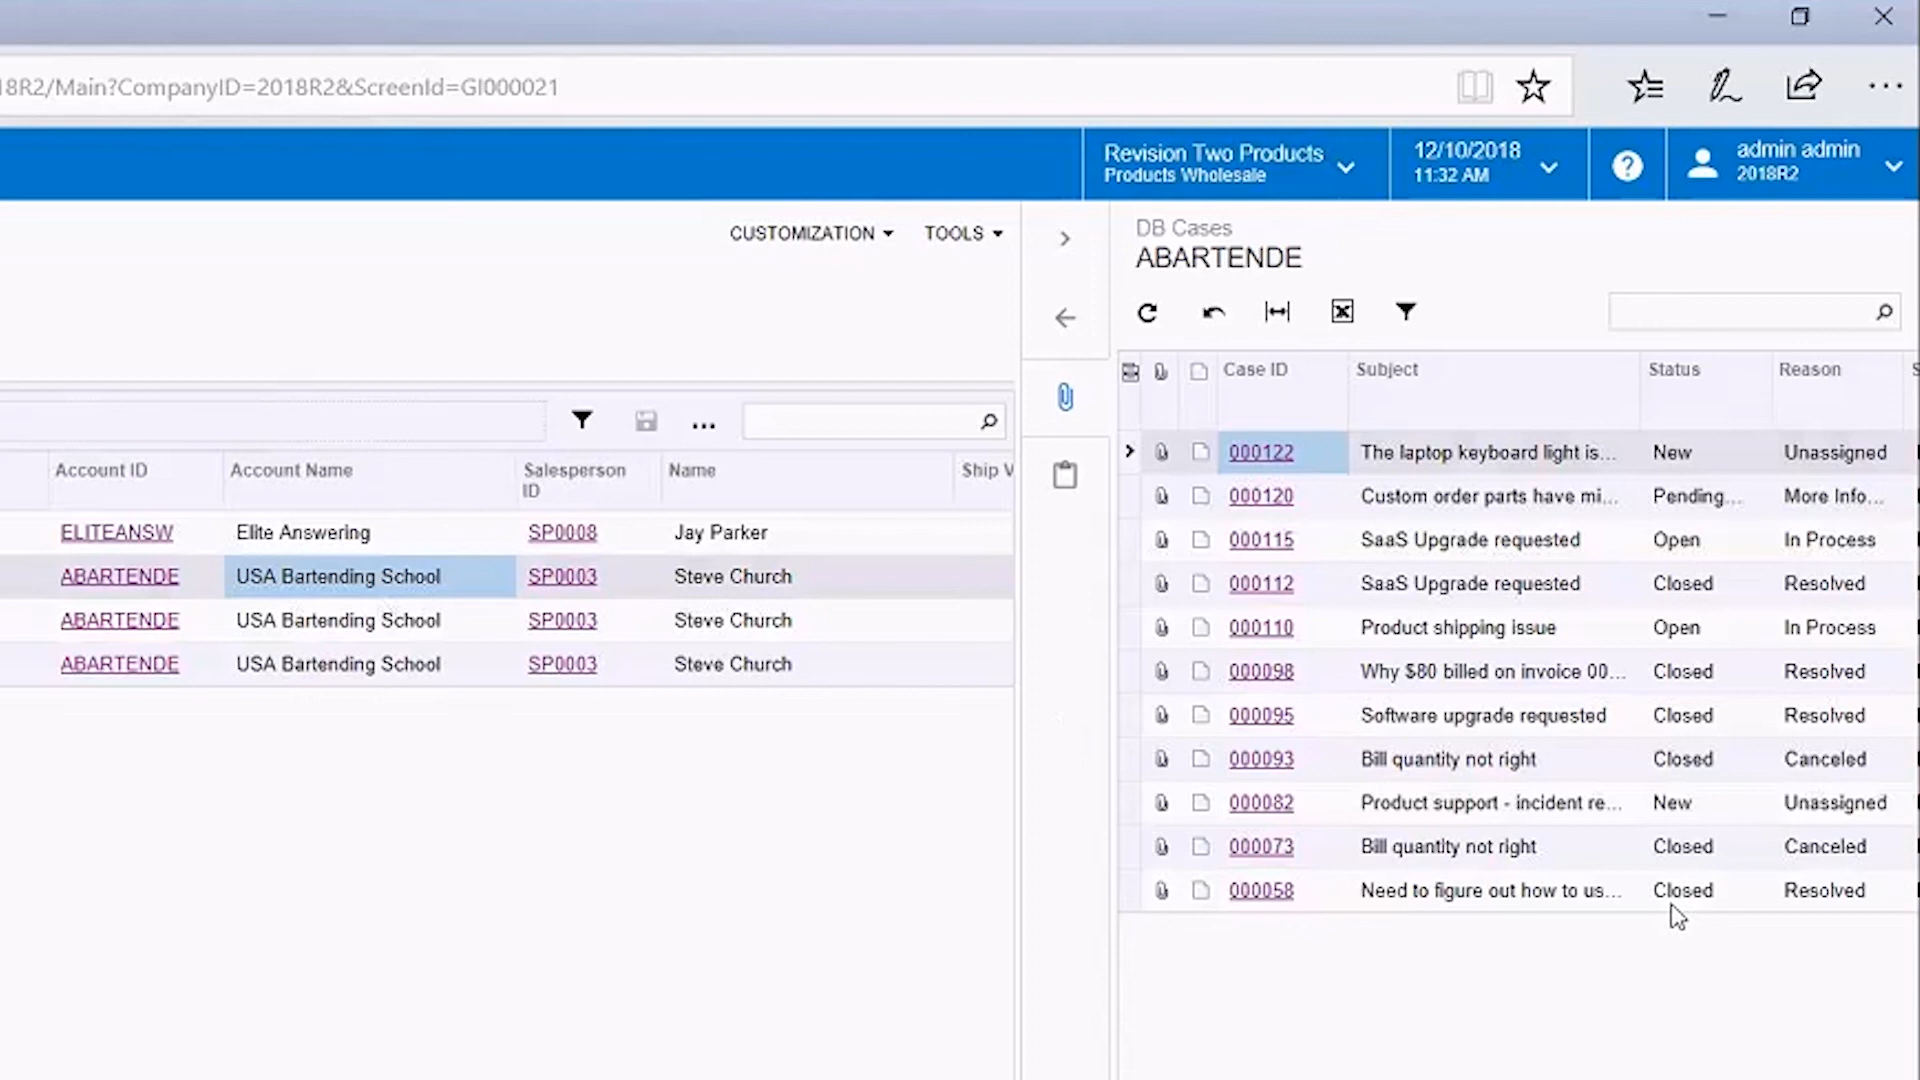 18R2/Main?CompanyID=2018R2&ScreenId=GI000021
Revision Two Products
Products Wholesale
12/10/2018
11:32 AM
admin admin
2018R2
CUSTOMIZATION
TOOLS
DB Cases
ABARTENDE
Account ID Account Name Salesperson ID Name Ship V
ELITEANSW Elite Answering SP0008 Jay Parker
ABARTENDE USA Bartending School SP0003 Steve Church
ABARTENDE USA Bartending School SP0003 Steve Church
ABARTENDE USA Bartending School SP0003 Steve Church
Case ID Subject Status Reason
000122 The laptop keyboard light is... New Unassigned
000120 Custom order parts have mi... Pending... More Info...
000115 SaaS Upgrade requested Open In Process
000112 SaaS Upgrade requested Closed Resolved
000110 Product shipping issue Open In Process
000098 Why $80 billed on invoice 00... Closed Resolved
000095 Software upgrade requested Closed Resolved
000093 Bill quantity not right Closed Canceled
000082 Product support - incident re... New Unassigned
000073 Bill quantity not right Closed Canceled
000058 Need to figure out how to us... Closed Resolved